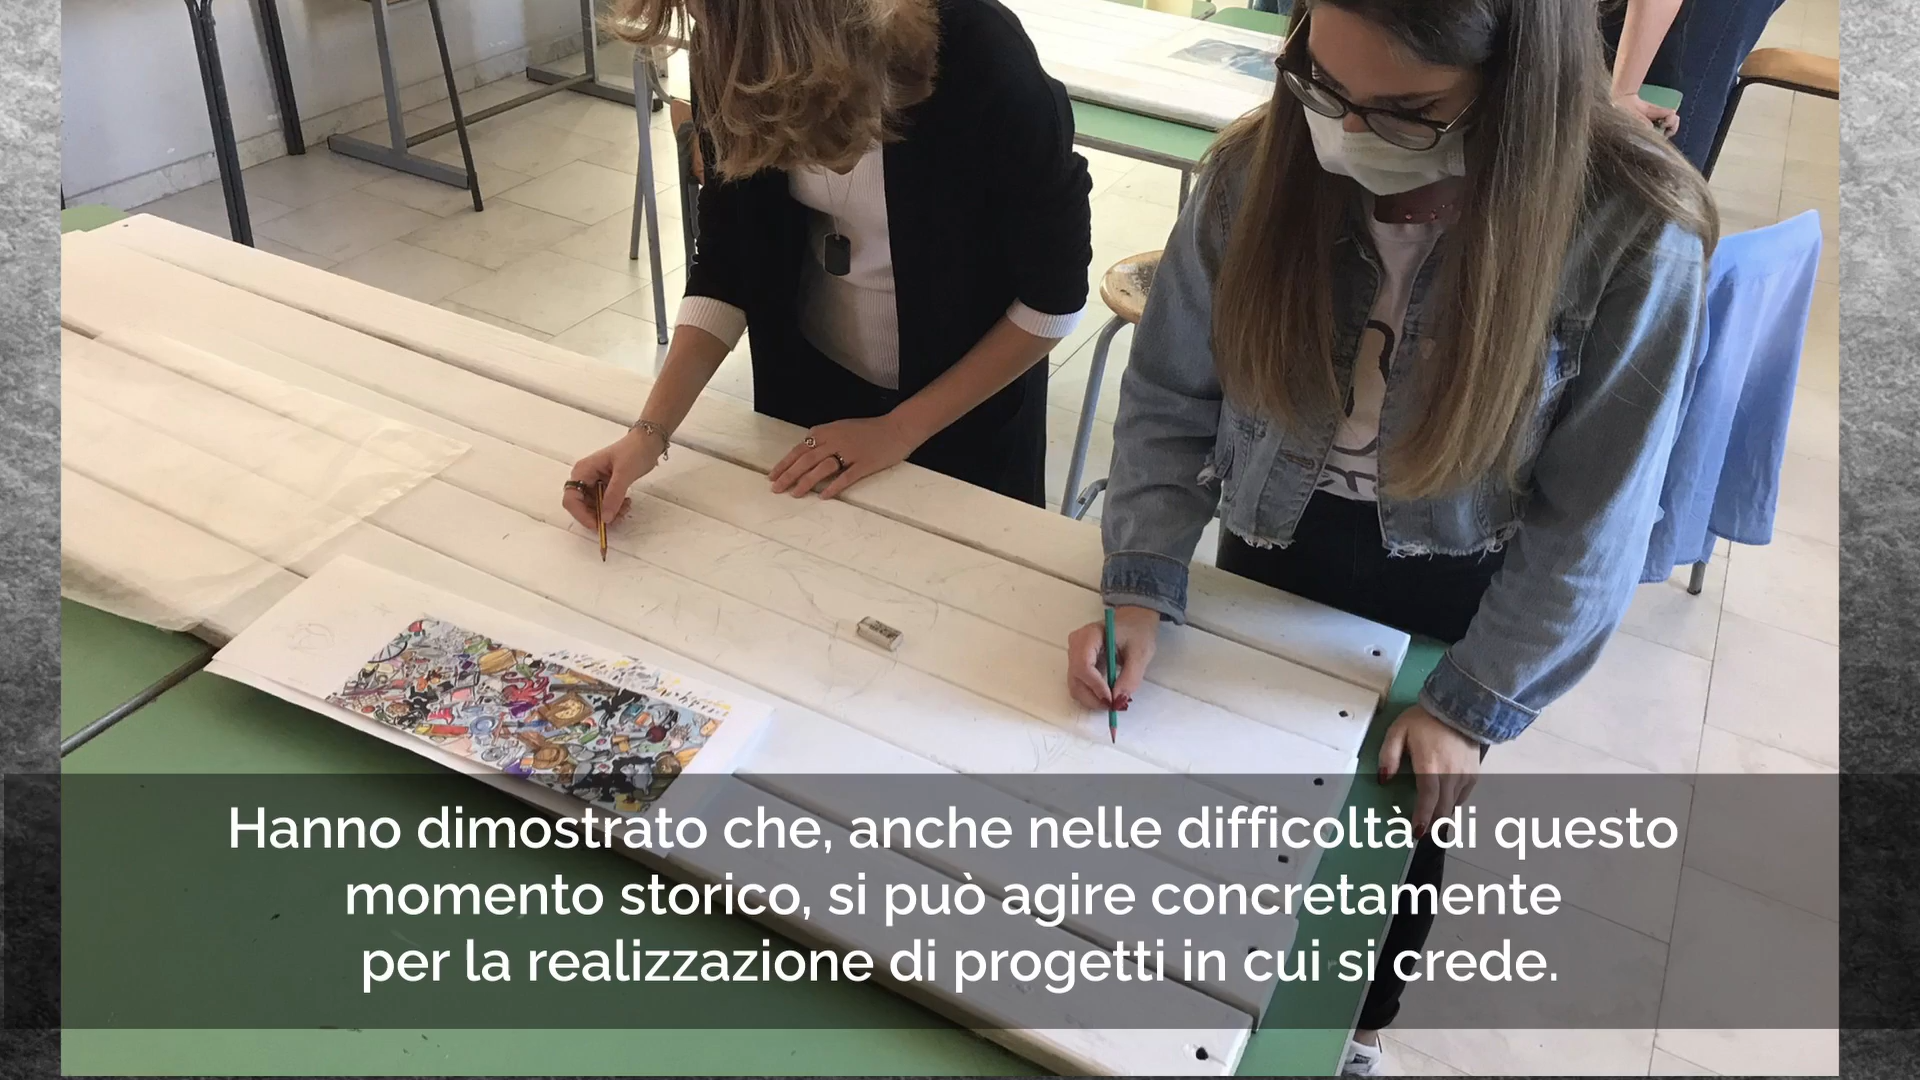 Hanno dimostrato che, anche nelle difficoltà di questo
momento storico, si può agire concretamente
per la realizzazione di progetti in cui si crede.